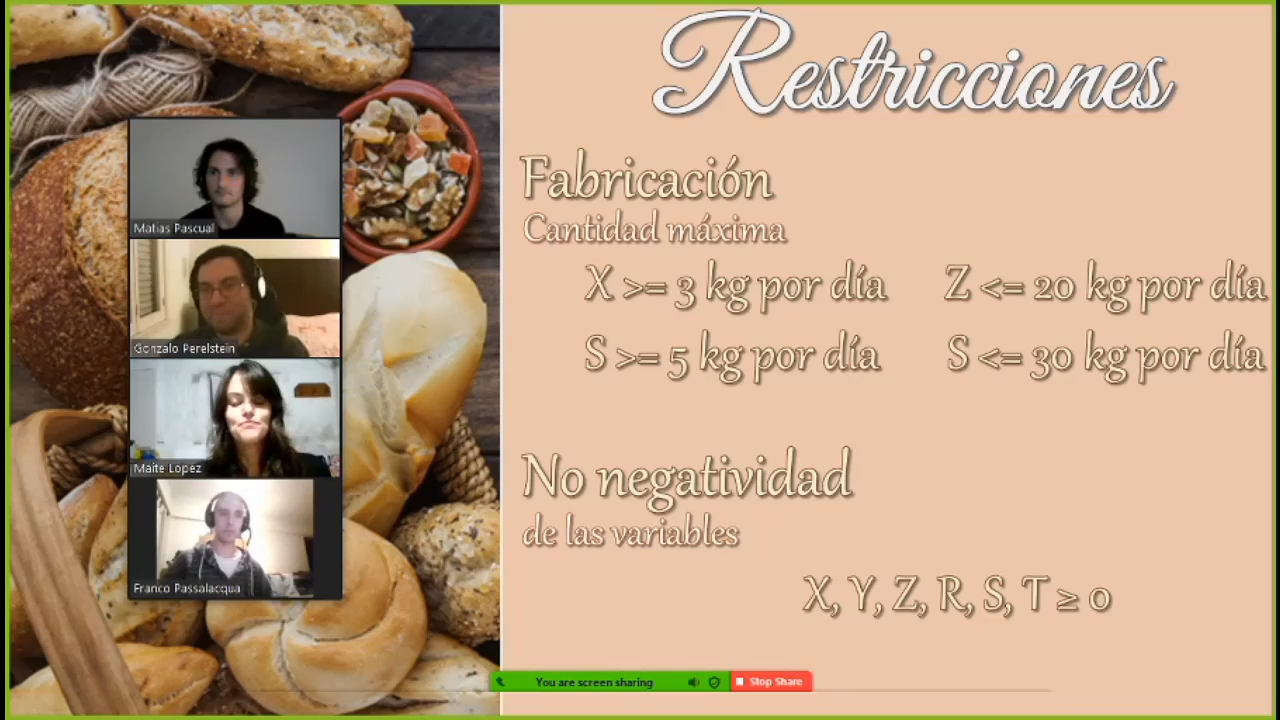 Restricciones
Fabricación
Cantidad máxima
X >= 3 kg por día
Z <= 20 kg por día
S >= 5 kg por día
S <= 30 kg por día
No negatividad
de las variables
X, Y, Z, R, S, T ≥ 0
Matias Pascual
Gonzalo Perelstein
Maite Lopez
Franco Passalacqua
You are screen sharing
Stop Share